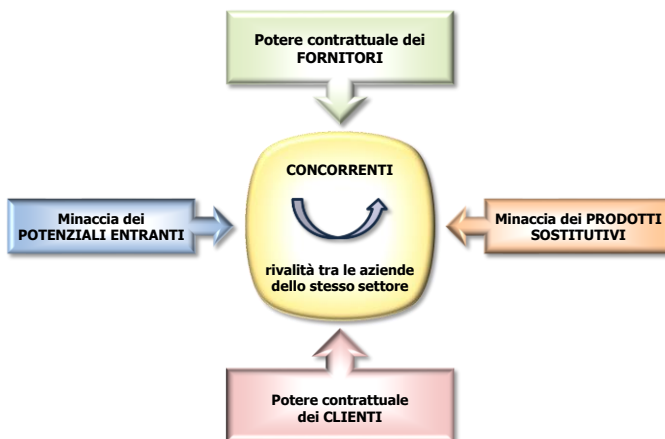 Potere contrattuale dei
FORNITORI
CONCORRENTI
Minaccia dei
POTENZIALI ENTRANTI
Minaccia dei PRODOTTI
SOSTITUTIVI
rivalità tra le aziende
dello stesso settore
Potere contrattuale
dei CLIENTI